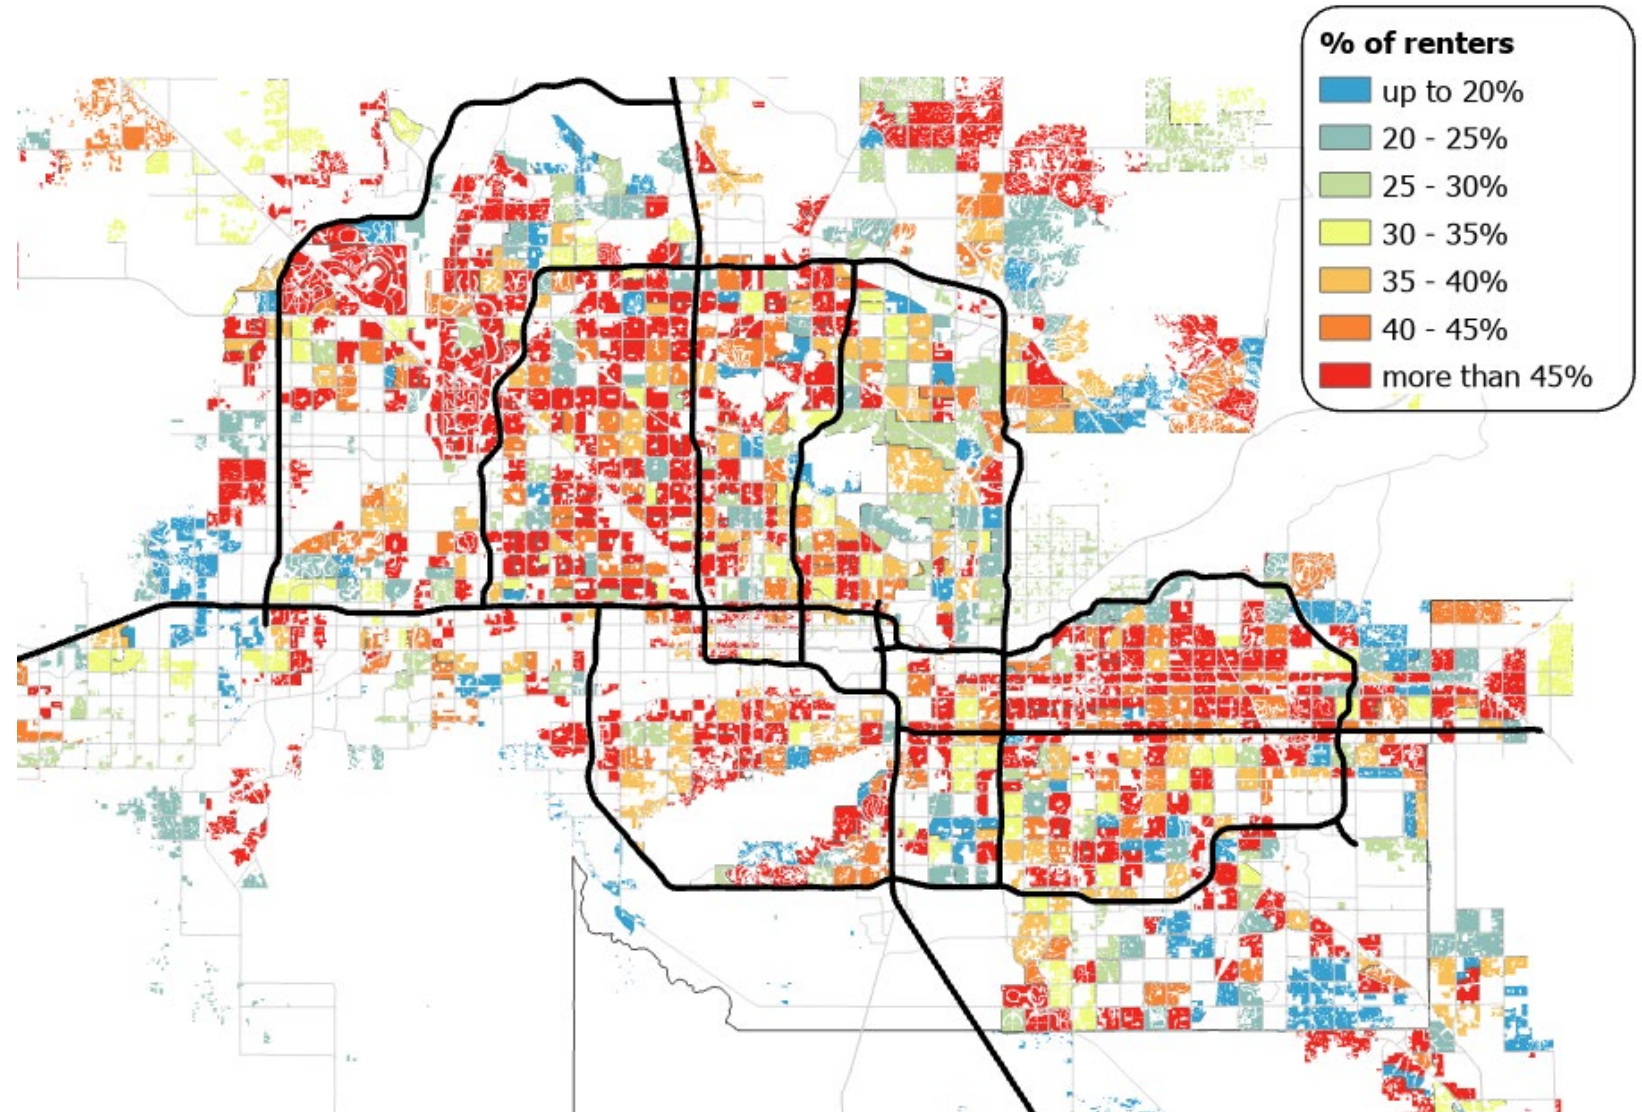 % of renters
up to 20%
20 - 25%
25 - 30%
30 - 35%
35 - 40%
40 - 45%
more than 45%